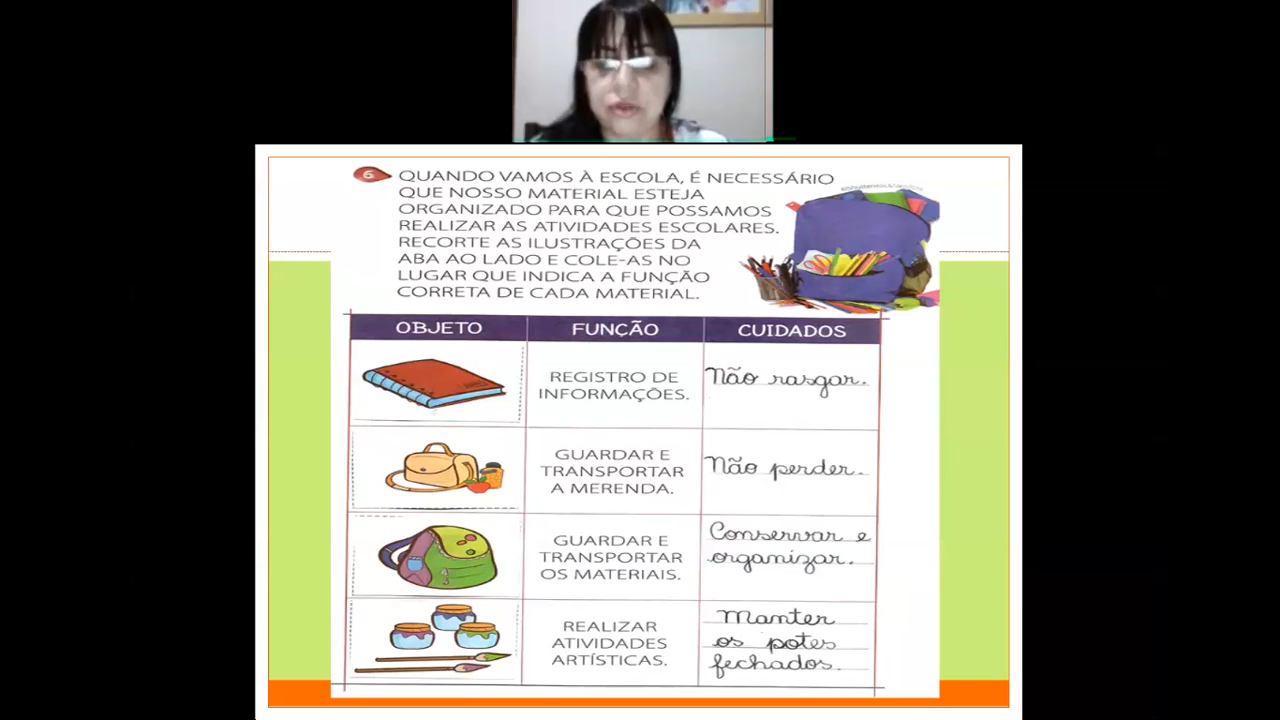 6 QUANDO VAMOS À ESCOLA, É NECESSÁRIO
QUE NOSSO MATERIAL ESTEJA
ORGANIZADO PARA QUE POSSAMOS
REALIZAR AS ATIVIDADES ESCOLARES.
RECORTE AS ILUSTRAÇÕES DA
ABA AO LADO E COLE-AS NO
LUGAR QUE INDICA A FUNÇÃO
CORRETA DE CADA MATERIAL.
OBJETO FUNÇÃO CUIDADOS
REGISTRO DE
INFORMAÇÕES.
Não rasgar.
GUARDAR E
TRANSPORTAR
A MERENDA.
Não perder.
GUARDAR E
TRANSPORTAR
OS MATERIAIS.
Conservar e
organizar.
REALIZAR
ATIVIDADES
ARTÍSTICAS.
Manter
os potes
fechados.